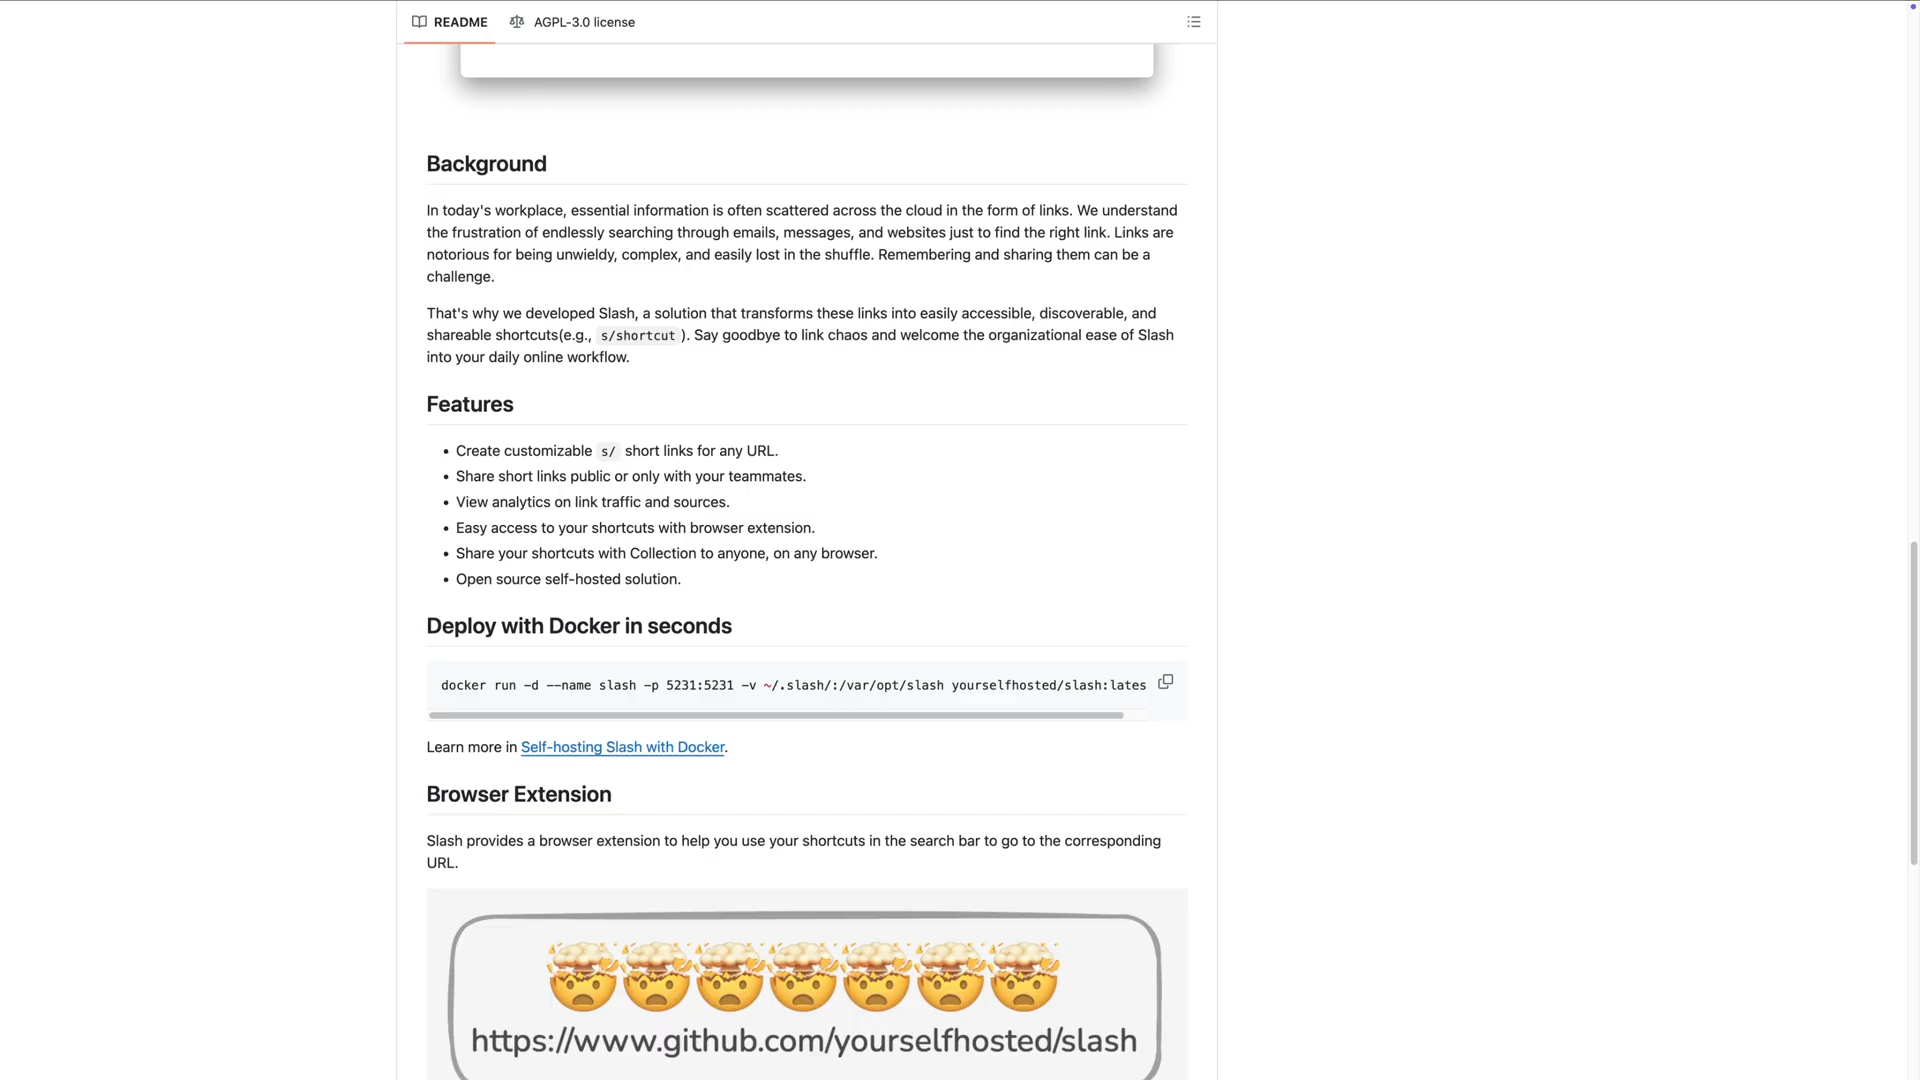 README
AGPL-3.0 license
Background
In today's workplace, essential information is often scattered across the cloud in the form of links. We understand
the frustration of endlessly searching through emails, messages, and websites just to find the right link. Links are
notorious for being unwieldy, complex, and easily lost in the shuffle. Remembering and sharing them can be a
challenge.
That's why we developed Slash, a solution that transforms these links into easily accessible, discoverable, and
shareable shortcuts(e.g., s/shortcut ). Say goodbye to link chaos and welcome the organizational ease of Slash
into your daily online workflow.
Features
• Create customizable s/ short links for any URL.
• Share short links public or only with your teammates.
• View analytics on link traffic and sources.
• Easy access to your shortcuts with browser extension.
• Share your shortcuts with Collection to anyone, on any browser.
• Open source self-hosted solution.
Deploy with Docker in seconds
docker run -d --name slash -p 5231:5231 -v ~/.slash/:/var/opt/slash yourselfhosted/slash:lates
Learn more in Self-hosting Slash with Docker.
Browser Extension
Slash provides a browser extension to help you use your shortcuts in the search bar to go to the corresponding
URL.
https://www.github.com/yourselfhosted/slash